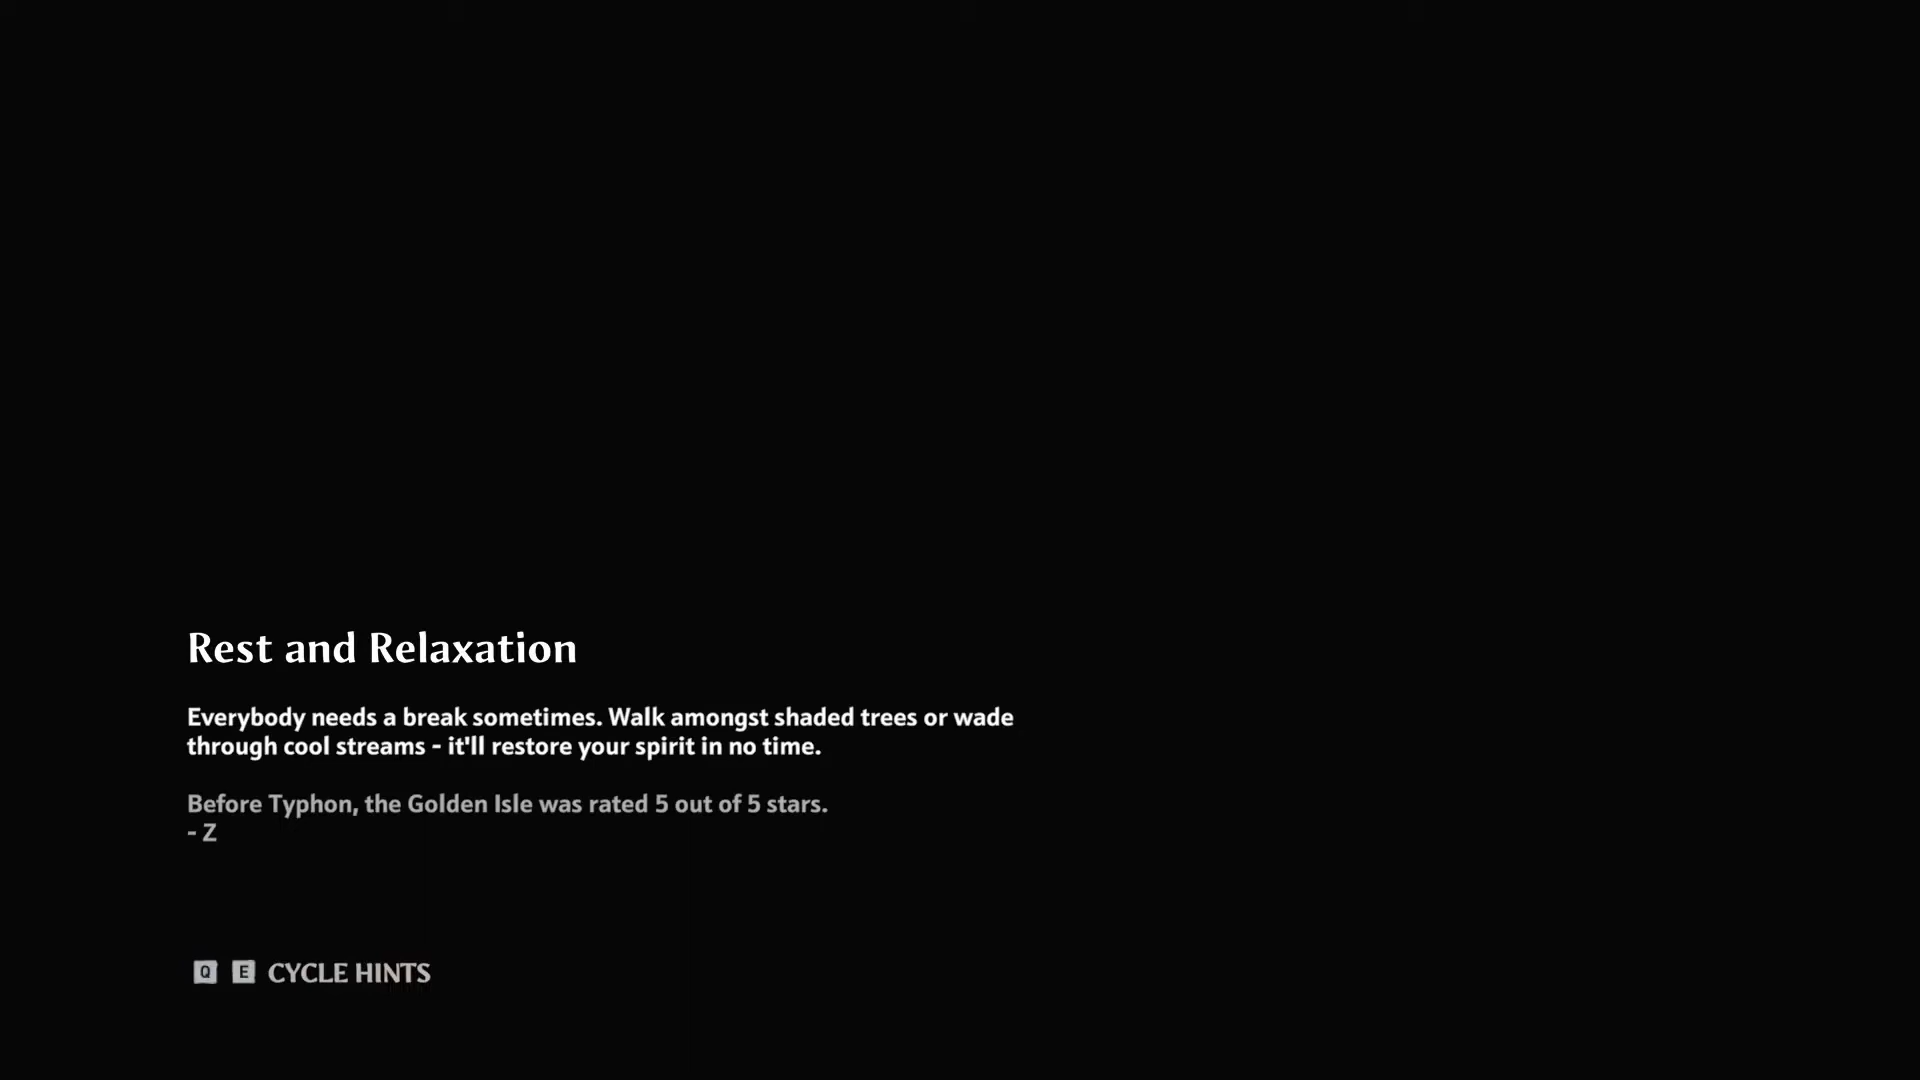 Rest and Relaxation
Everybody needs a break sometimes. Walk amongst shaded trees or wade
through cool streams - it'll restore your spirit in no time.
Before Typhon, the Golden Isle was rated 5 out of 5 stars.
- Z
Q E CYCLE HINTS